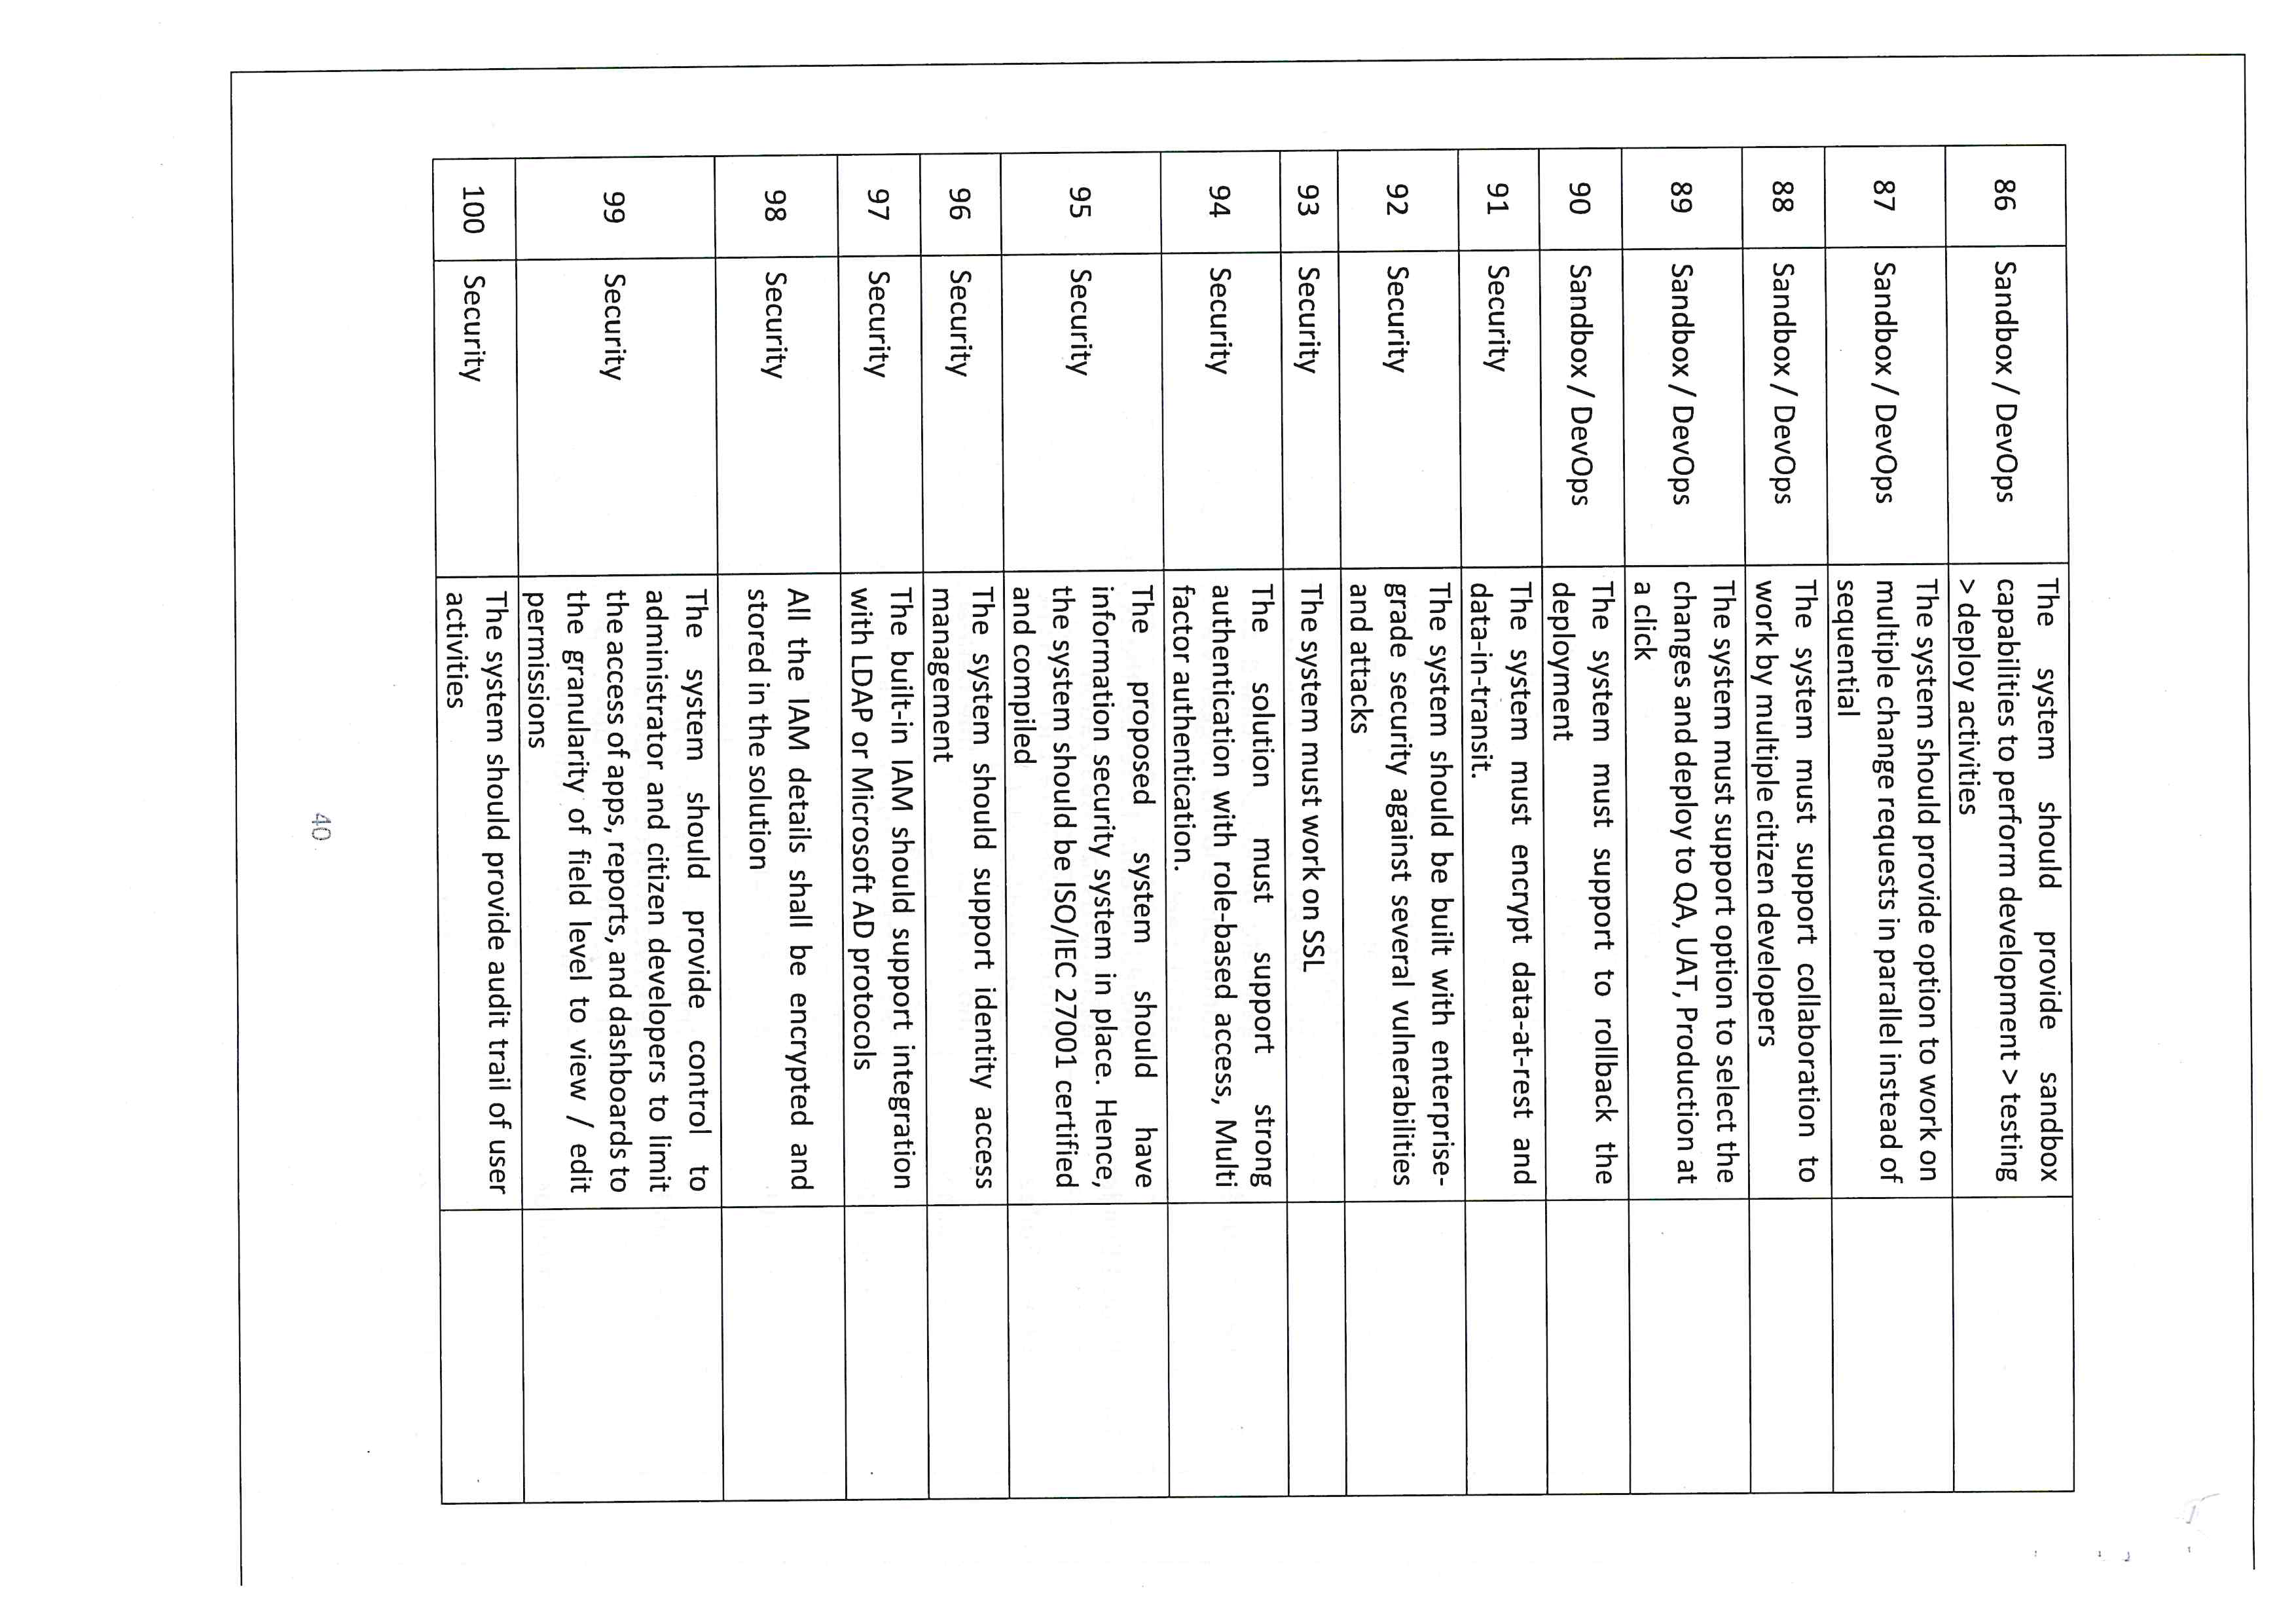 86 Sandbox / DevOps The system should provide sandbox
capabilities to perform development > testing
> deploy activities
87 Sandbox / DevOps The system should provide option to work on
multiple change requests in parallel instead of
sequential
88 Sandbox / DevOps The system must support collaboration to
work by multiple citizen developers
89 Sandbox / DevOps The system must support option to select the
changes and deploy to QA, UAT, Production at
a click
90 Sandbox / DevOps The system must support to rollback the
deployment
91 Security The system must encrypt data-at-rest and
data-in-transit.
92 Security The system should be built with enterprise-
grade security against several vulnerabilities
and attacks
93 Security The system must work on SSL
94 Security The solution must support strong
authentication with role-based access, Multi
factor authentication.
95 Security The proposed system should have
information security system in place. Hence,
the system should be ISO/IEC 27001 certified
and compiled
96 Security The system should support identity access
management
97 Security The built-in IAM should support integration
with LDAP or Microsoft AD protocols
98 Security All the IAM details shall be encrypted and
stored in the solution
99 Security The system should provide control to
administrator and citizen developers to limit
the access of apps, reports, and dashboards to
the granularity of field level to view / edit
permissions
100 Security The system should provide audit trail of user
activities
40